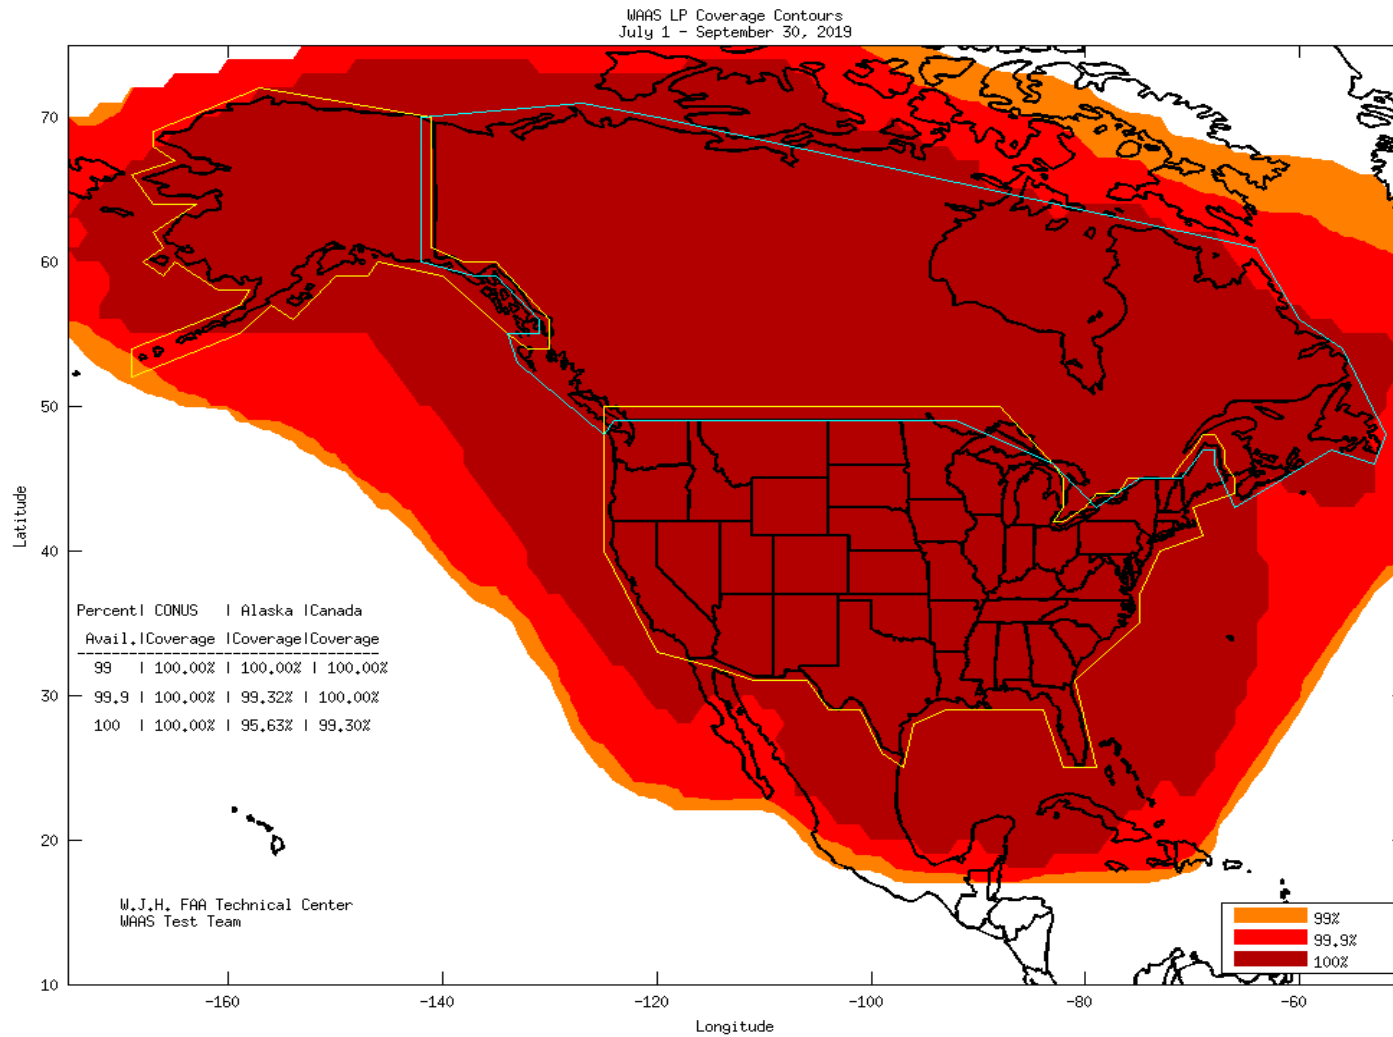 WAAS LP Coverage Contours
July 1 - September 30, 2019
70
60
50
40
30
20
10
Latitude
Percent| CONUS | Alaska |Canada
Avail.|Coverage |Coverage|Coverage
99 | 100.00% | 100.00% | 100.00%
99.9 | 100.00% | 99.32% | 100.00%
100 | 100.00% | 95.63% | 99.30%
W.J.H. FAA Technical Center
WAAS Test Team
99%
99.9%
100%
-160 -140 -120 -100 -80 -60
Longitude